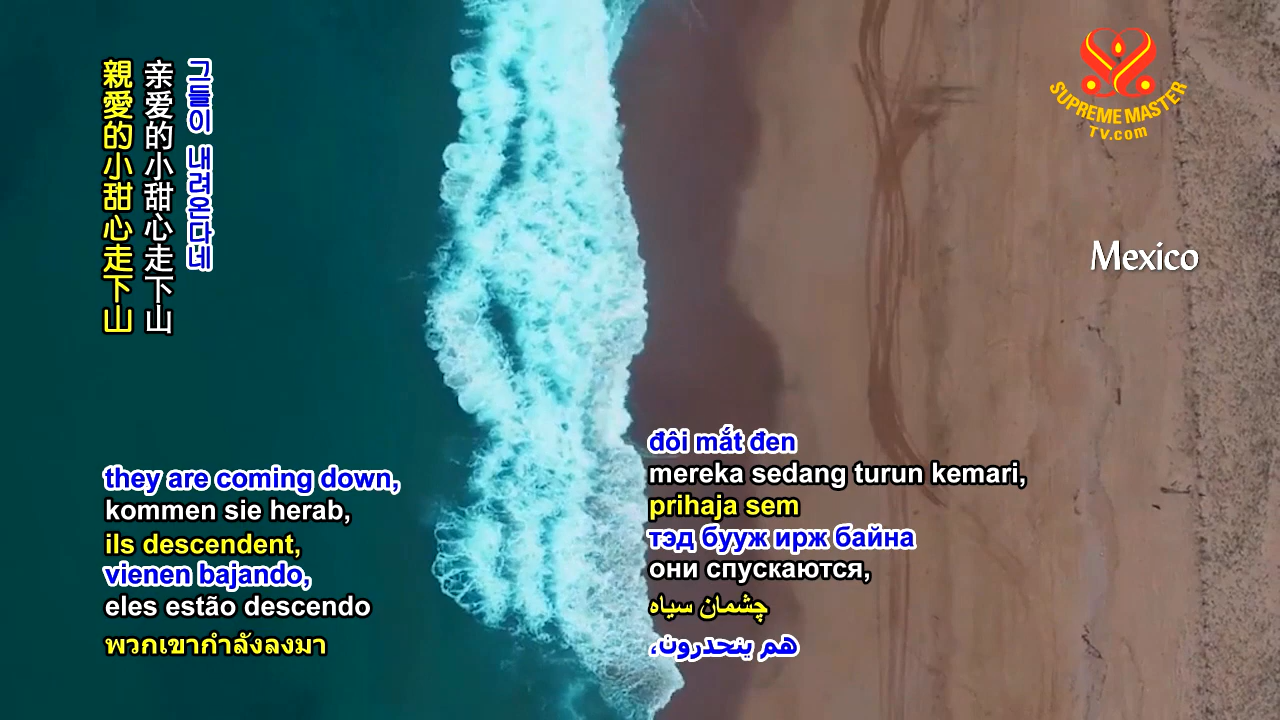 親愛的小甜心走下山
亲爱的小甜心走下山
그들이 내려온다네
SUPREME MASTER
TV.com
Mexico
they are coming down,
kommen sie herab,
ils descendent,
vienen bajando,
eles estão descendo
พวกเขากำลังลงมา
đôi mắt đen
mereka sedang turun kemari,
prihaja sem
тэд бууж ирж байна
они спускаются,
چشمان سیاه
هم ينحدرون،